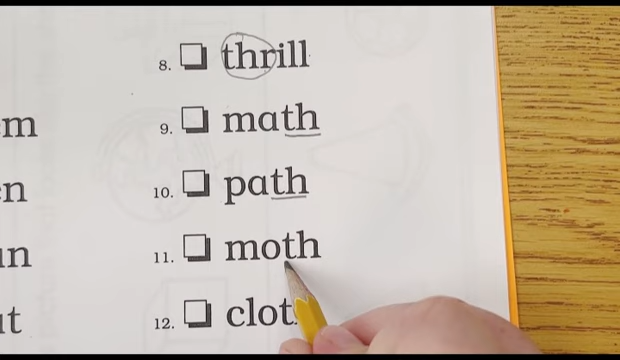 8. thrill
m 9. math
n 10. path
n 11. moth
t 12. clot